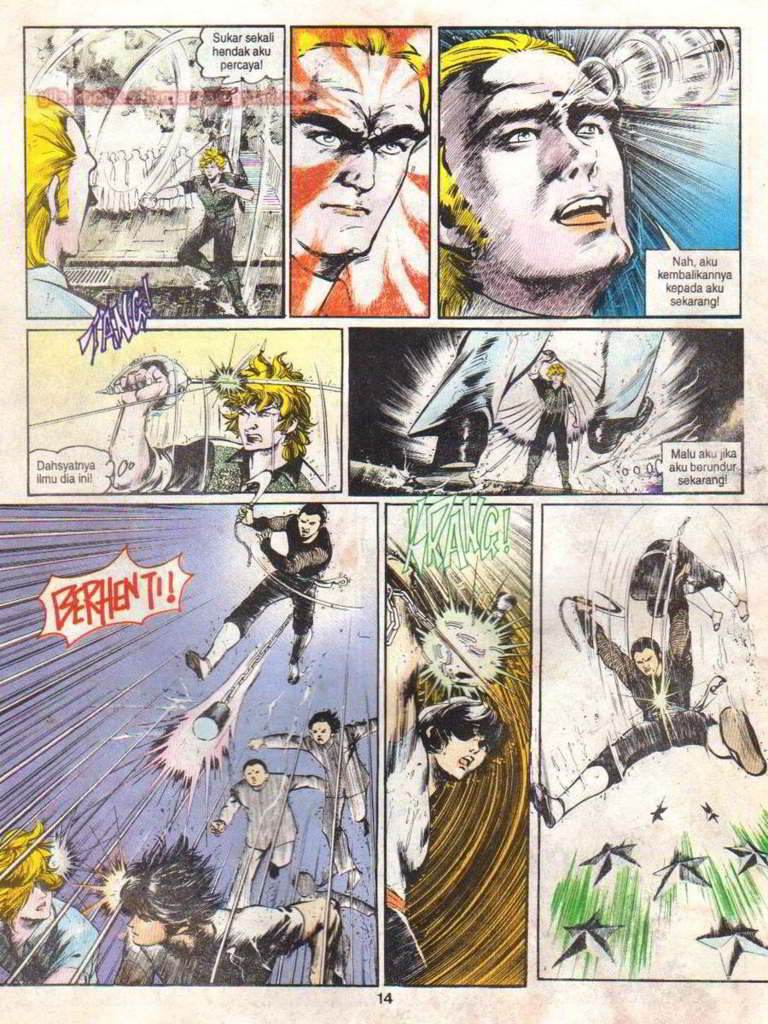 Sukar sekali
hendak aku
percaya!
Nah, aku
kembalikannya
kepada aku
sekarang!
TANG!
Dahsyatnya
ilmu dia ini!
Malu aku jika
aku berundur
sekarang!
BERHENTI!
KRANG!
14